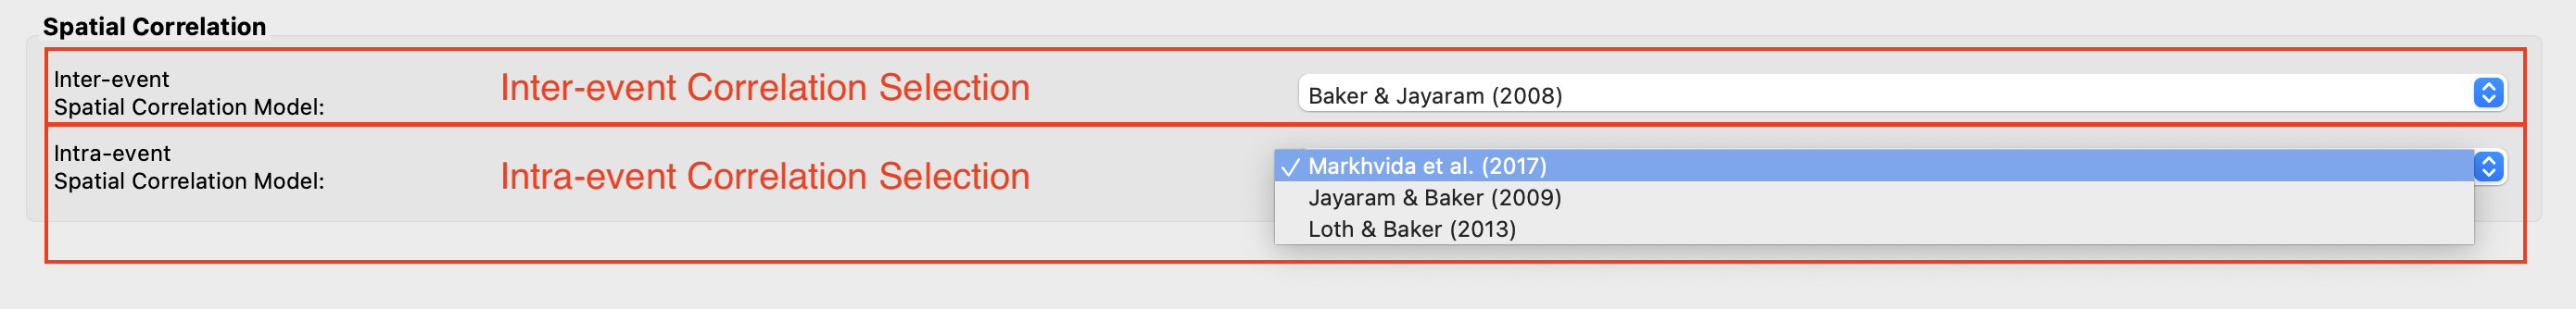 Spatial Correlation
Inter-event
Spatial Correlation Model:
Inter-event Correlation Selection
Baker & Jayaram (2008)
Intra-event
Spatial Correlation Model:
Intra-event Correlation Selection
✓ Markhvida et al. (2017)
Jayaram & Baker (2009)
Loth & Baker (2013)